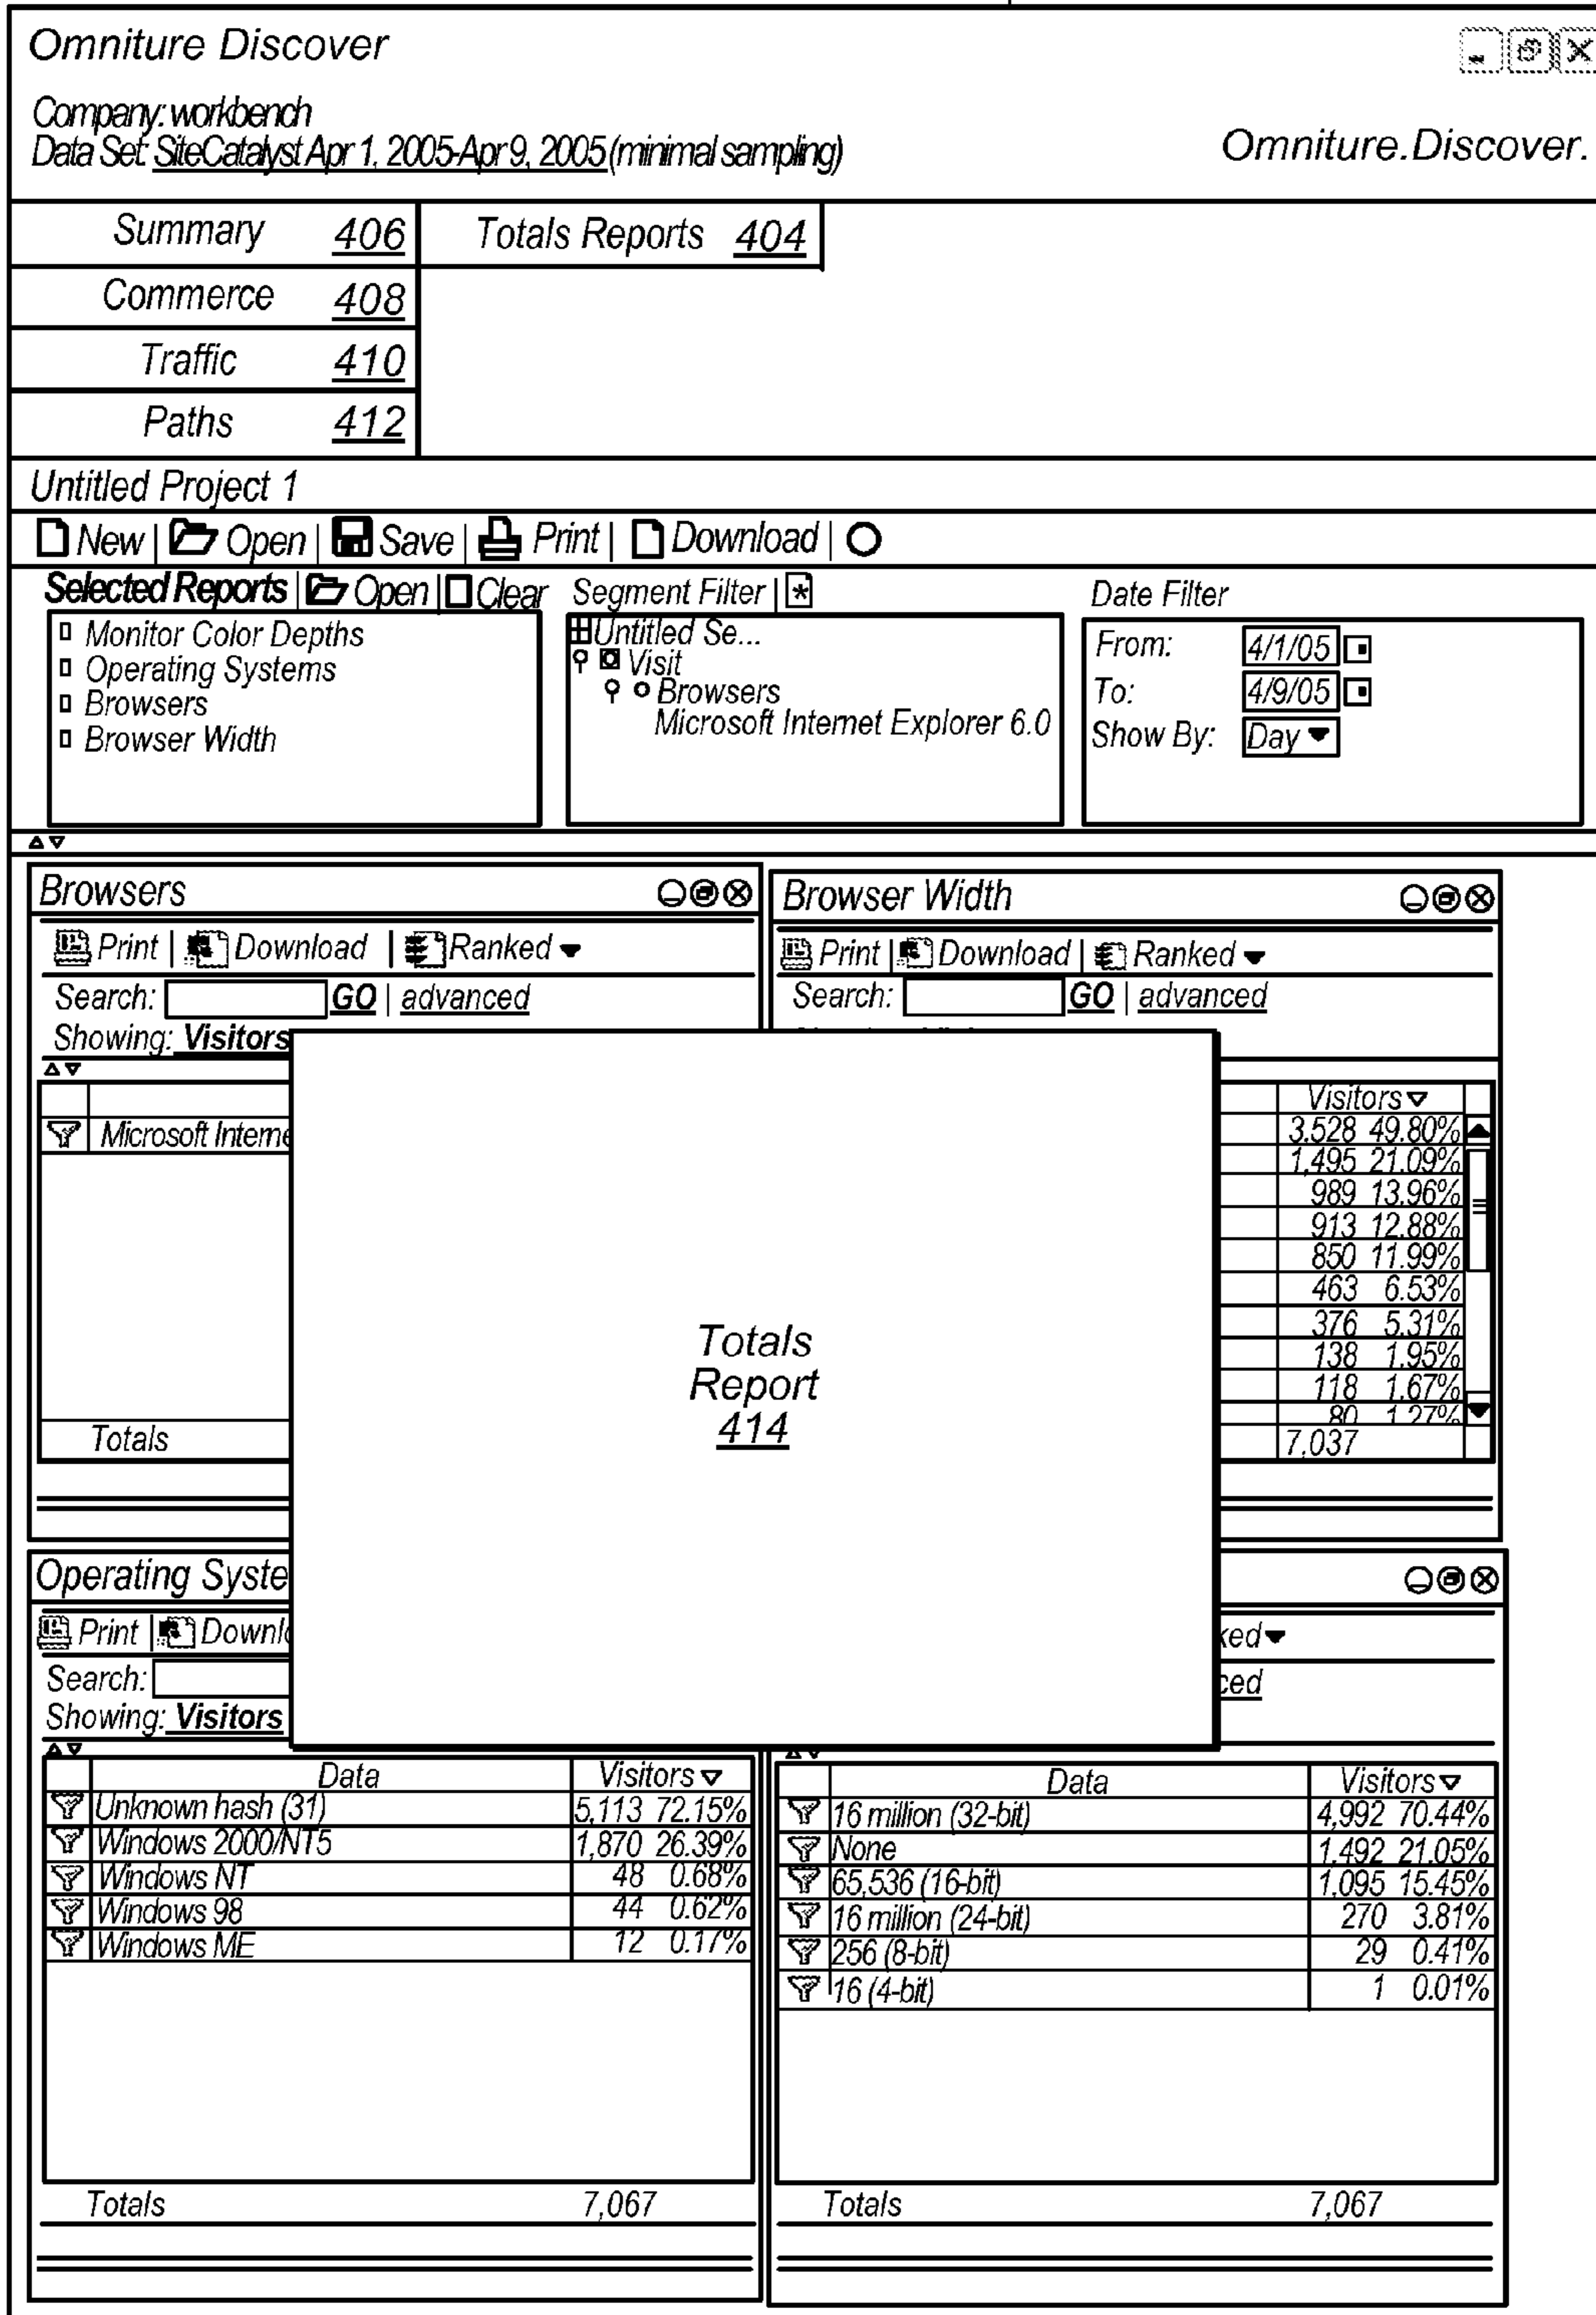 Omniture Discover
Company: workbench
Data Set: SiteCatalyst Apr 1, 2005-Apr 9, 2005 (minimal sampling)
Omniture.Discover.
Summary 406 Totals Reports 404
Commerce 408
Traffic 410
Paths 412
Untitled Project 1
New | Open | Save | Print | Download |
Selected Reports | Open | Clear
Monitor Color Depths
Operating Systems
Browsers
Browser Width
Segment Filter | *
Untitled Se...
Visit
Browsers
Microsoft Internet Explorer 6.0
Date Filter
From: 4/1/05
To: 4/9/05
Show By: Day
Browsers
Print | Download | Ranked
Search: GO | advanced
Showing: Visitors
Microsoft Interne
Totals
Browser Width
Print | Download | Ranked
Search: GO | advanced
Visitors
3,528 49.80%
1,495 21.09%
989 13.96%
913 12.88%
850 11.99%
463 6.53%
376 5.31%
138 1.95%
118 1.67%
80 1.27%
7,037
Totals
Report
414
Operating Syste
Print | Downlo
Search:
Showing: Visitors
Data Visitors
Unknown hash (31) 5,113 72.15%
Windows 2000/NT5 1,870 26.39%
Windows NT 48 0.68%
Windows 98 44 0.62%
Windows ME 12 0.17%
Totals 7,067
ked
ced
Data Visitors
16 million (32-bit) 4,992 70.44%
None 1,492 21.05%
65,536 (16-bit) 1,095 15.45%
16 million (24-bit) 270 3.81%
256 (8-bit) 29 0.41%
16 (4-bit) 1 0.01%
Totals 7,067